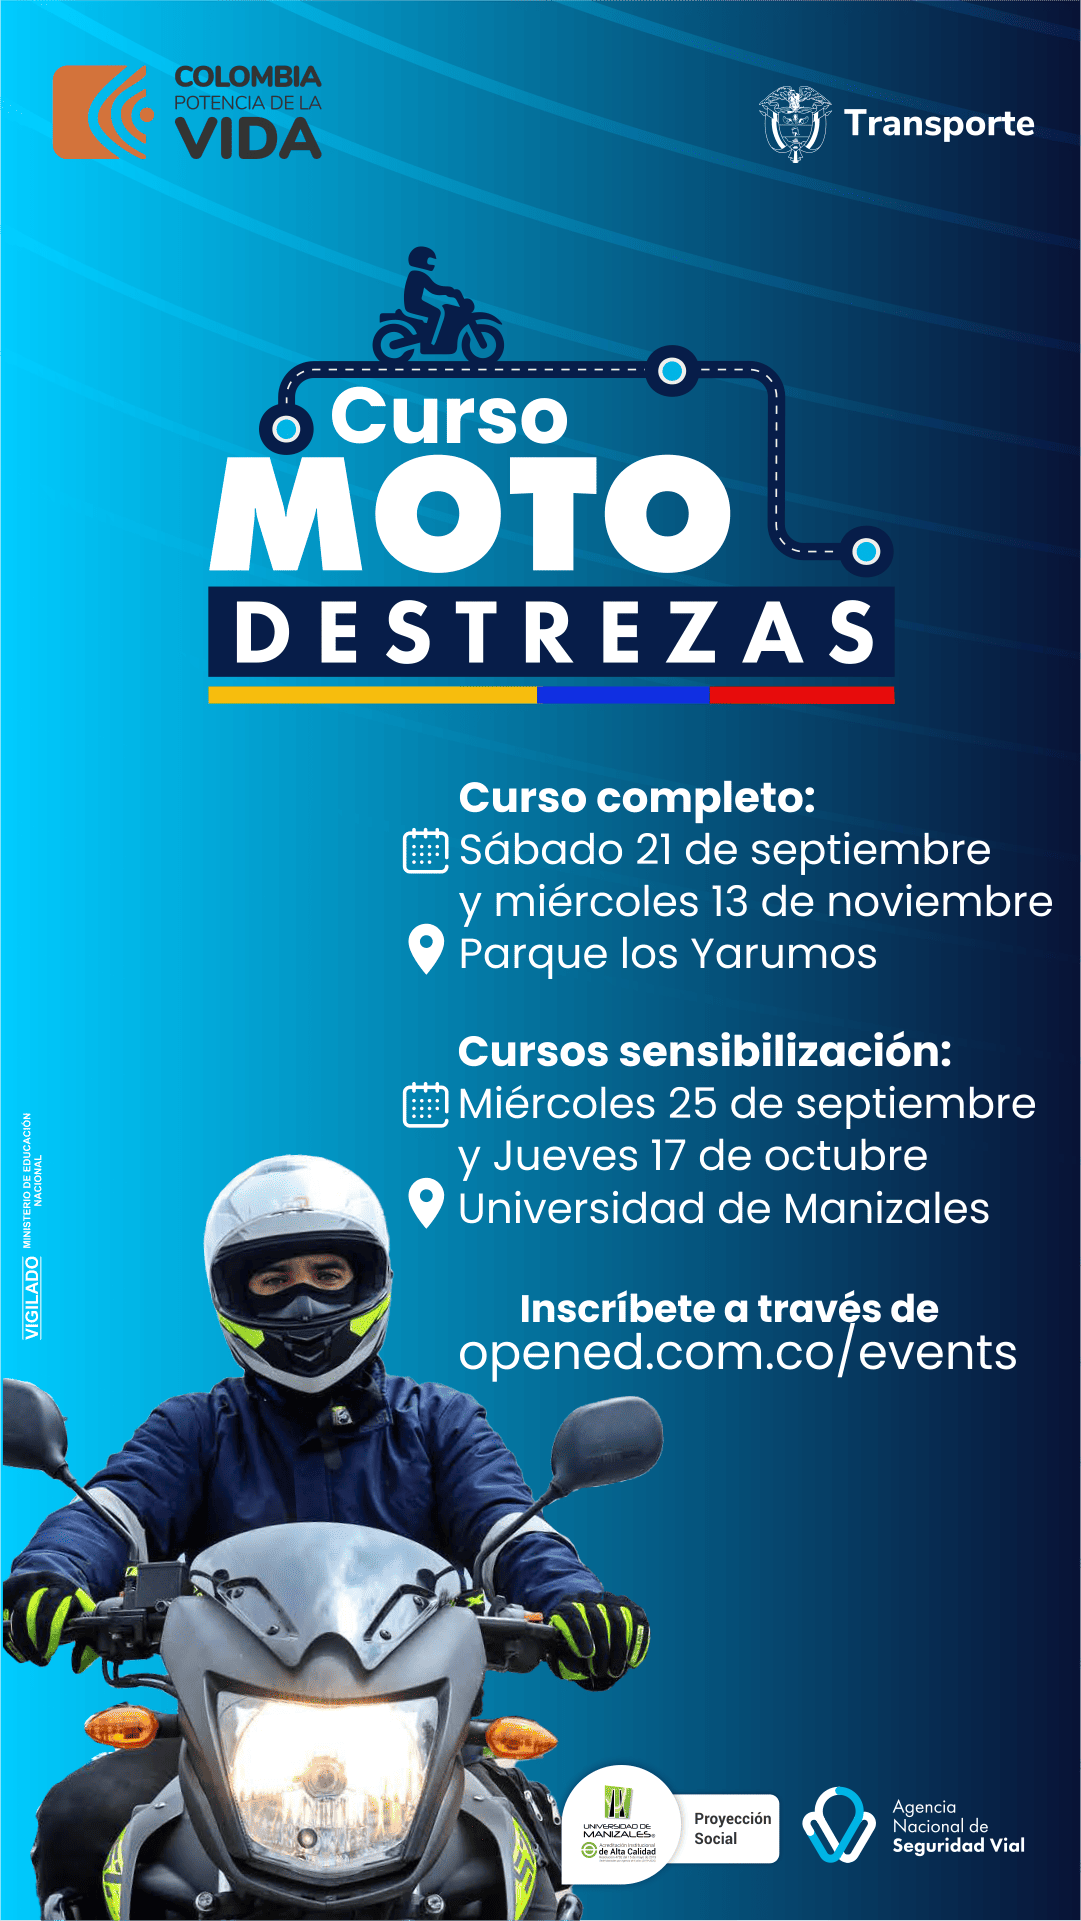 COLOMBIA
POTENCIA DE LA
VIDA
Transporte
Curso
MOTO
DESTREZAS
Curso completo:
Sábado 21 de septiembre
y miércoles 13 de noviembre
Parque los Yarumos
Cursos sensibilización:
Miércoles 25 de septiembre
y Jueves 17 de octubre
Universidad de Manizales
Inscríbete a través de
opened.com.co/events
VIGILADO
MINISTERIO DE EDUCACIÓN
NACIONAL
UNIVERSIDAD DE
MANIZALES
Acreditación Institucional
de Alta Calidad
Proyección
Social
Agencia
Nacional de
Seguridad Vial